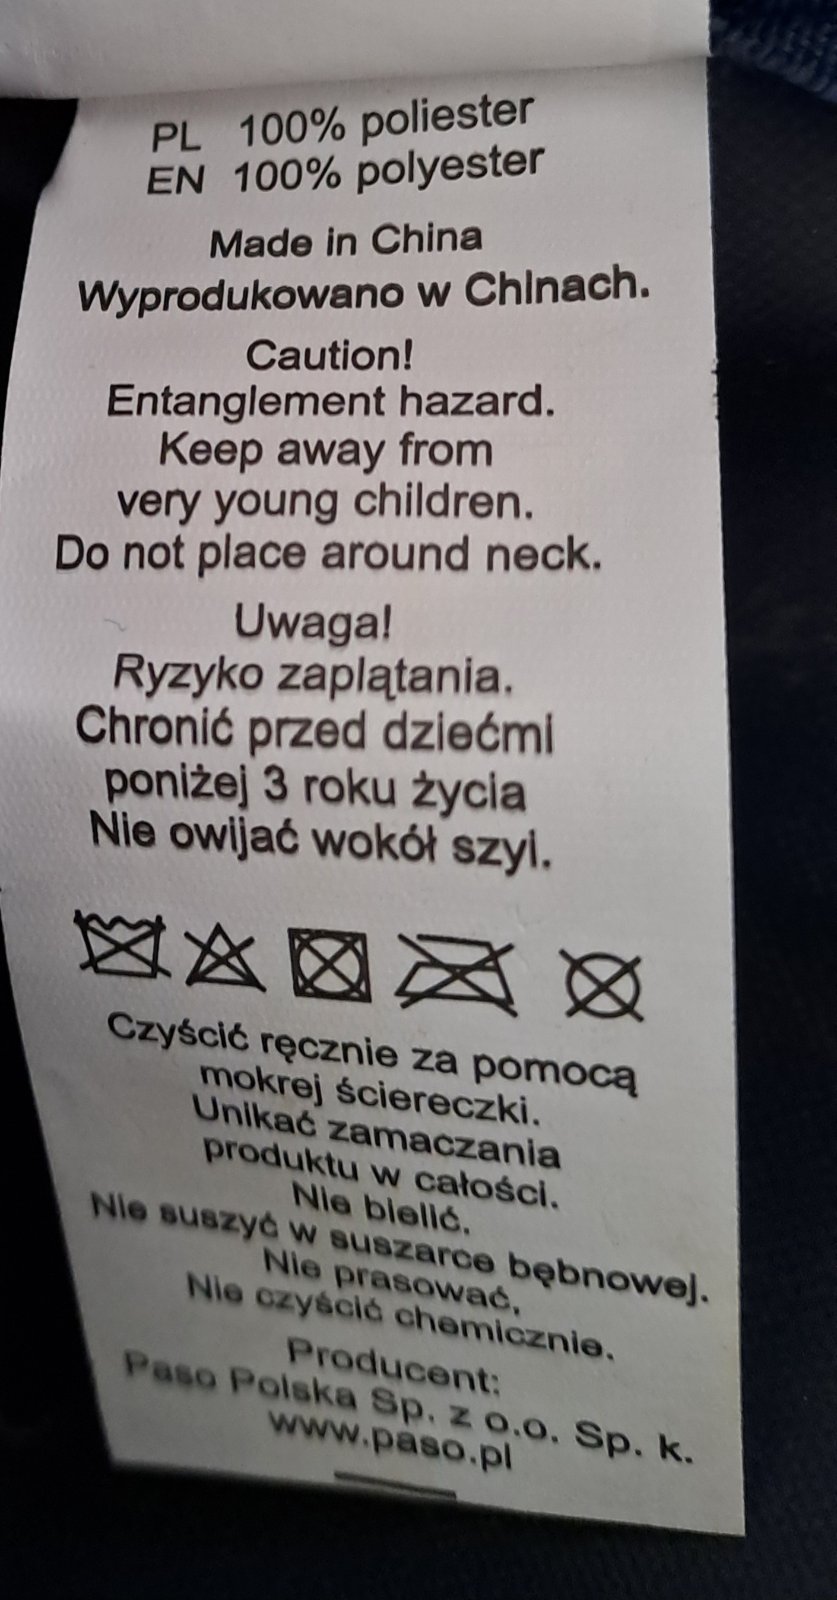 PL 100% poliester
EN 100% polyester
Made in China
Wyprodukowano w Chinach.
Caution!
Entanglement hazard.
Keep away from
very young children.
Do not place around neck.
Uwaga!
Ryzyko zaplątania.
Chronić przed dziećmi
poniżej 3 roku życia
Nie owijać wokół szyi.
Czyścić ręcznie za pomocą
mokrej ściereczki.
Unikać zamaczania
produktu w całości.
Nie bielić.
Nie suszyć w suszarce bębnowej.
Nie prasować,
Nie czyścić chemicznie.
Producent:
Paso Polska Sp. z o.o. Sp. k.
www.paso.pl